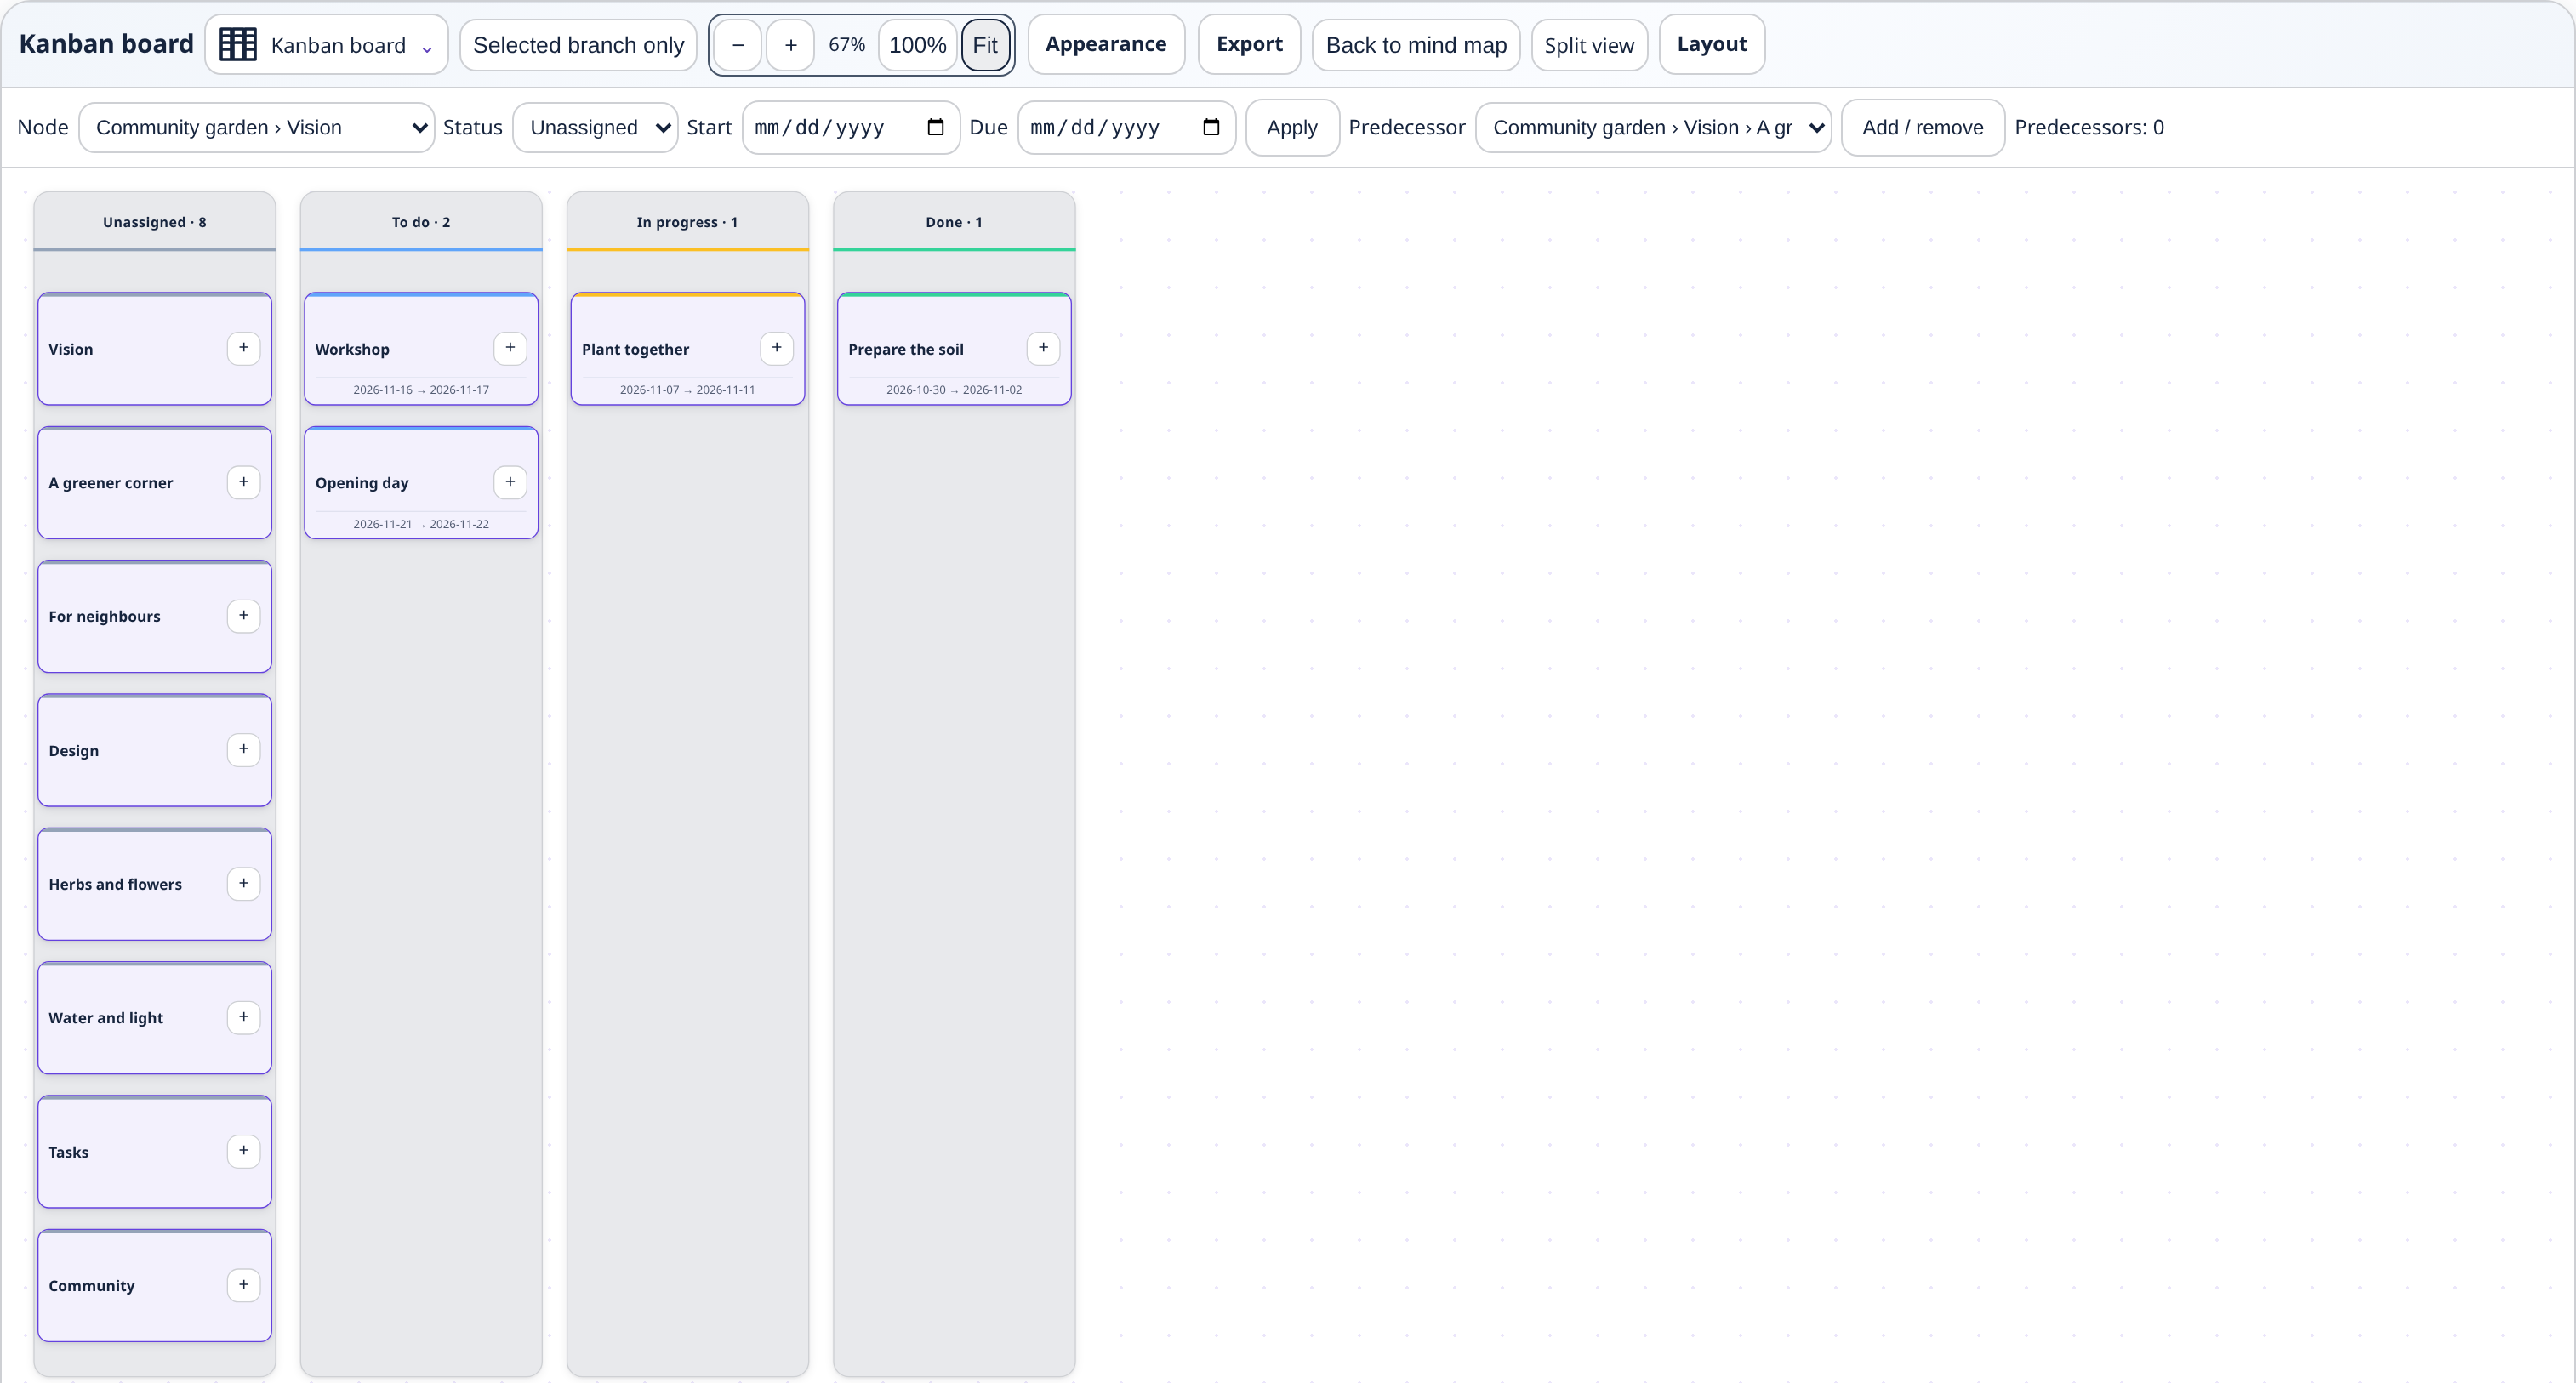 Kanban board Kanban board Selected branch only − + 67% 100% Fit Appearance Export Back to mind map Split view Layout
Node Community garden › Vision Status Unassigned Start mm/dd/yyyy Due mm/dd/yyyy Apply Predecessor Community garden › Vision › A gr Add / remove Predecessors: 0
Unassigned · 8
Vision +
A greener corner +
For neighbours +
Design +
Herbs and flowers +
Water and light +
Tasks +
Community +
To do · 2
Workshop +
2026-11-16 → 2026-11-17
Opening day +
2026-11-21 → 2026-11-22
In progress · 1
Plant together +
2026-11-07 → 2026-11-11
Done · 1
Prepare the soil +
2026-10-30 → 2026-11-02